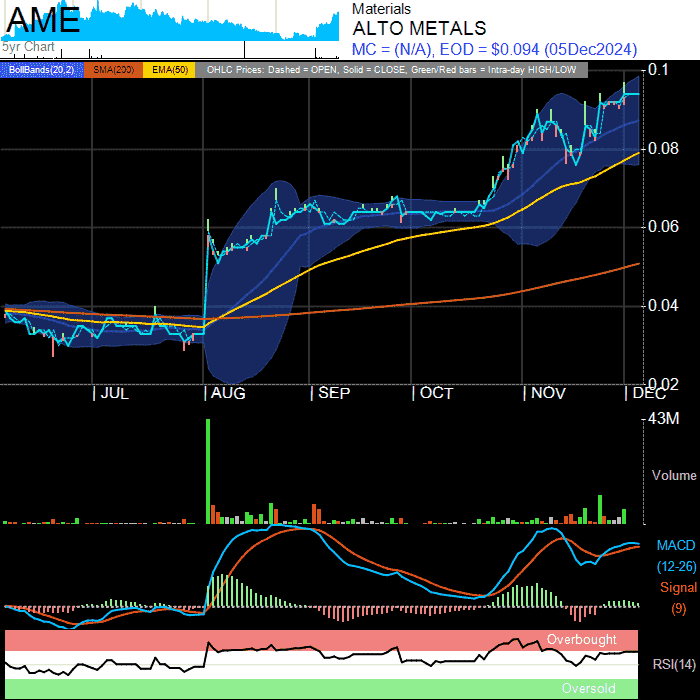 AME
5yr Chart
Materials
ALTO METALS
MC = (N/A), EOD = $0.094 (05Dec2024)
BollBands(20,2) SMA(200) EMA(50) OHLC Prices: Dashed = OPEN, Solid = CLOSE, Green/Red bars = Intra-day HIGH/LOW
0.1
0.08
0.06
0.04
0.02
JUL AUG SEP OCT NOV DEC
43M
Volume
MACD
(12-26)
Signal
(9)
Overbought
RSI(14)
Oversold